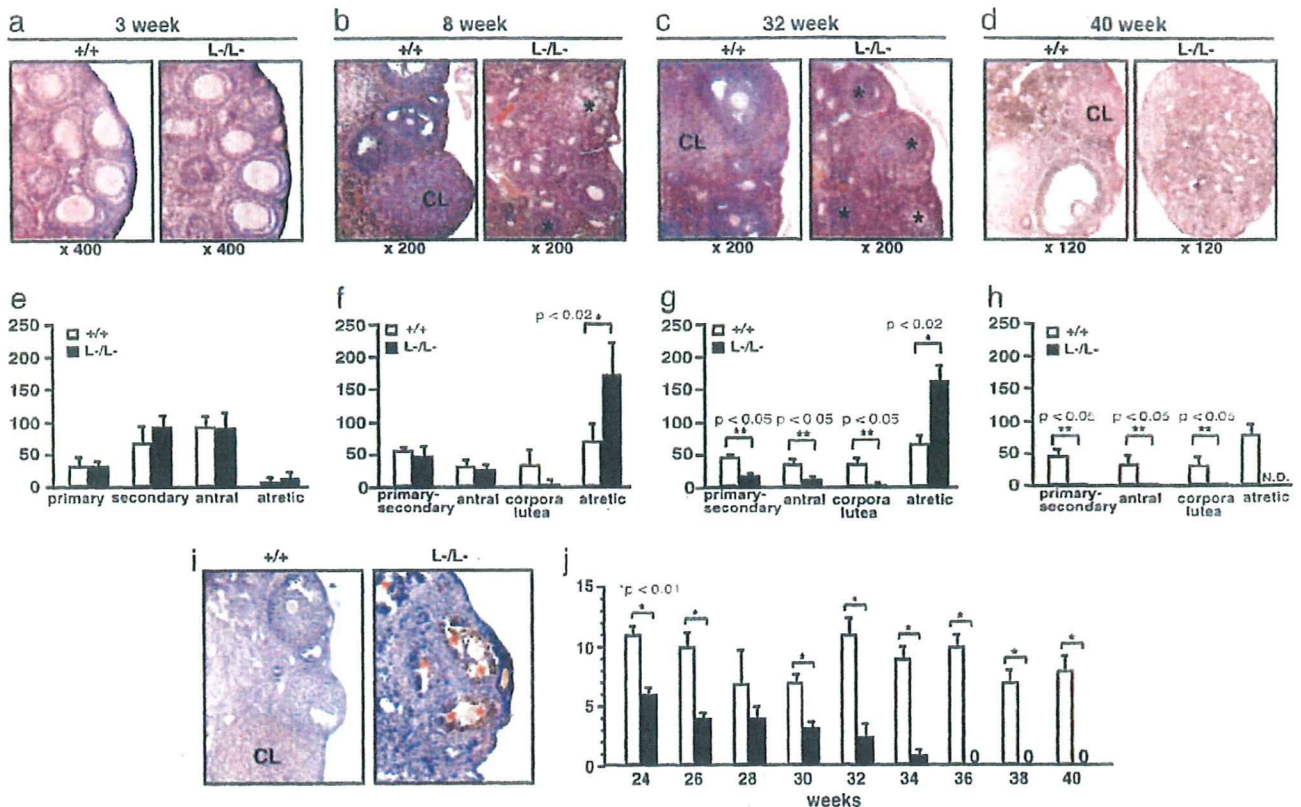 a 3 week b 8 week c 32 week d 40 week
+/+ L-/L- +/+ L-/L- +/+ L-/L- +/+ L-/L-
CL * * CL * * * * CL
x 400 x 400 x 200 x 200 x 200 x 200 x 120 x 120
e f g h
250 200 150 100 50 0
+/+
L-/L-
primary secondary antral atretic
250 200 150 100 50 0
+/+
L-/L-
p < 0.02 *
primary-secondary antral corpora lutea atretic
250 200 150 100 50 0
+/+
L-/L-
p < 0.02 *
p < 0.05 p < 0.05 p < 0.05
** ** **
primary-secondary antral corpora lutea atretic
250 200 150 100 50 0
+/+
L-/L-
p < 0.05 p < 0.05 p < 0.05
** ** **
N.D.
primary-secondary antral corpora lutea atretic
i +/+ L-/L- j
CL
15 10 5 0
*p < 0.01
* * * * * * * *
0 0 0
24 26 28 30 32 34 36 38 40
weeks